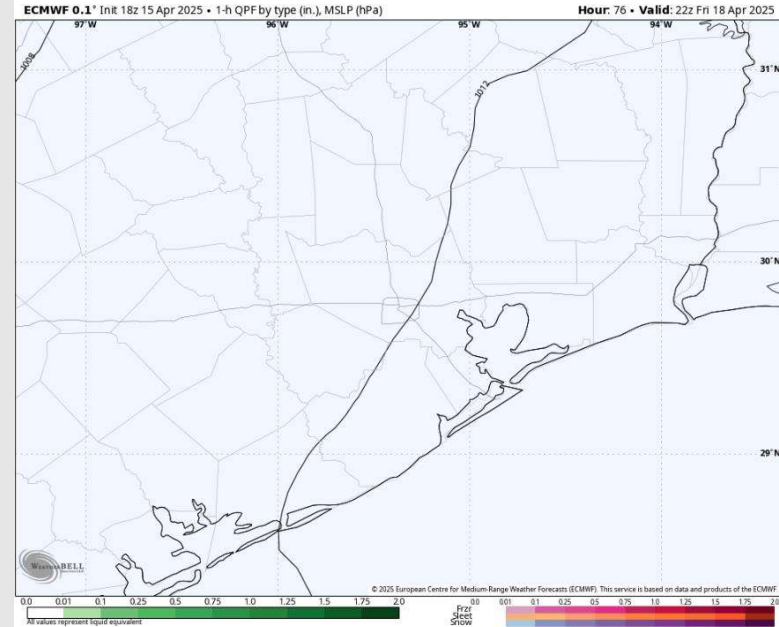 ECMWF 0.1° Init 18z 15 Apr 2025 • 1-h QPF by type (in.), MSLP (hPa)
Hour: 76 • Valid: 22z Fri 18 Apr 2025
97°W
96°W
95°W
94°W
1008
1012
31°N
30°N
29°N
WEATHERBELL
© 2025 European Centre for Medium-Range Weather Forecasts (ECMWF). This service is based on data and products of the ECMWF
0.0 0.01 0.1 0.25 0.5 0.75 1.0 1.25 1.5 1.75 2.0
All values represent liquid equivalent
0.0 0.01 0.1 0.25 0.5 0.75 1.0 1.25 1.5 1.75 2.0
Frzr
Sleet
Snow